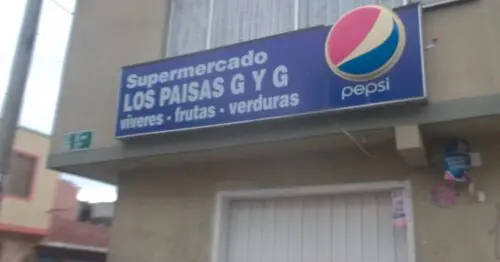 Supermercado
LOS PAISAS G Y G
viveres - frutas - verduras
pepsi